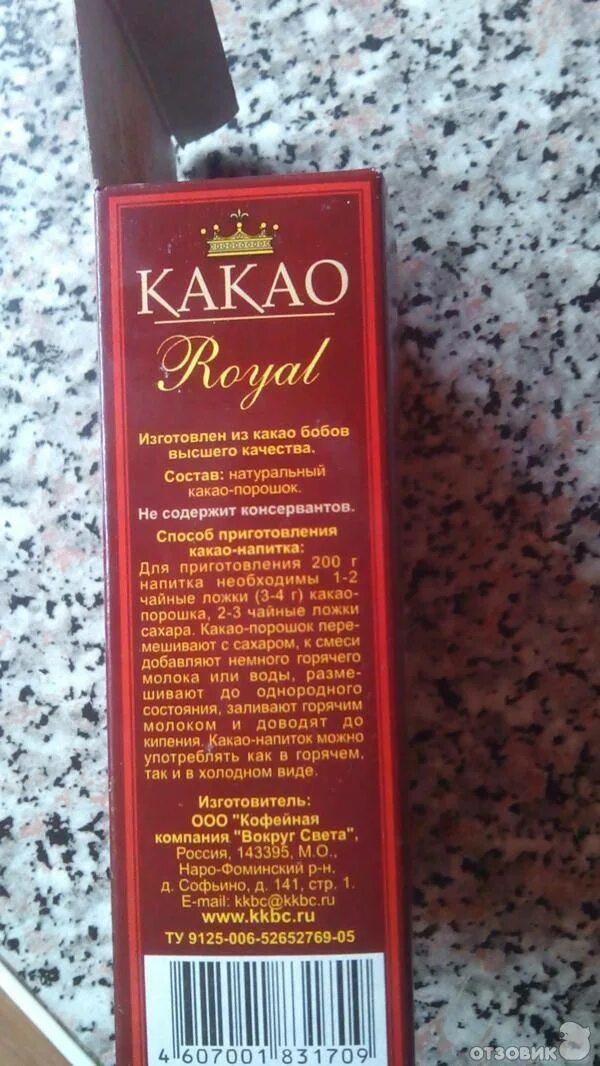 КАКАО
Royal
Изготовлен из какао бобов
высшего качества.
Состав: натуральный
какао-порошок.
Не содержит консервантов.
Способ приготовления
какао-напитка:
Для приготовления 200 г
напитка необходимы 1-2
чайные ложки (3-4 г) какао-
порошка, 2-3 чайные ложки
сахара. Какао-порошок пере-
мешивают с сахаром, к смеси
добавляют немного горячего
молока или воды, разме-
шивают до однородного
состояния, заливают горячим
молоком и доводят до
кипения. Какао-напиток можно
употреблять как в горячем,
так и в холодном виде.
Изготовитель:
ООО "Кофейная
компания "Вокруг Света",
Россия, 143395, М.О.,
Наро-Фоминский р-н.
д. Софьино, д. 141, стр. 1.
E-mail: kkbc@kkbc.ru
www.kkbc.ru
ТУ 9125-006-52652769-05
4 607001 831709
ОТЗОВИК